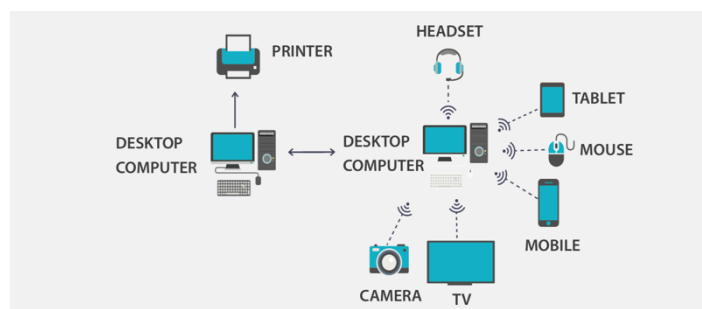 HEADSET
PRINTER
TABLET
DESKTOP
COMPUTER
DESKTOP
COMPUTER
MOUSE
MOBILE
CAMERA
TV